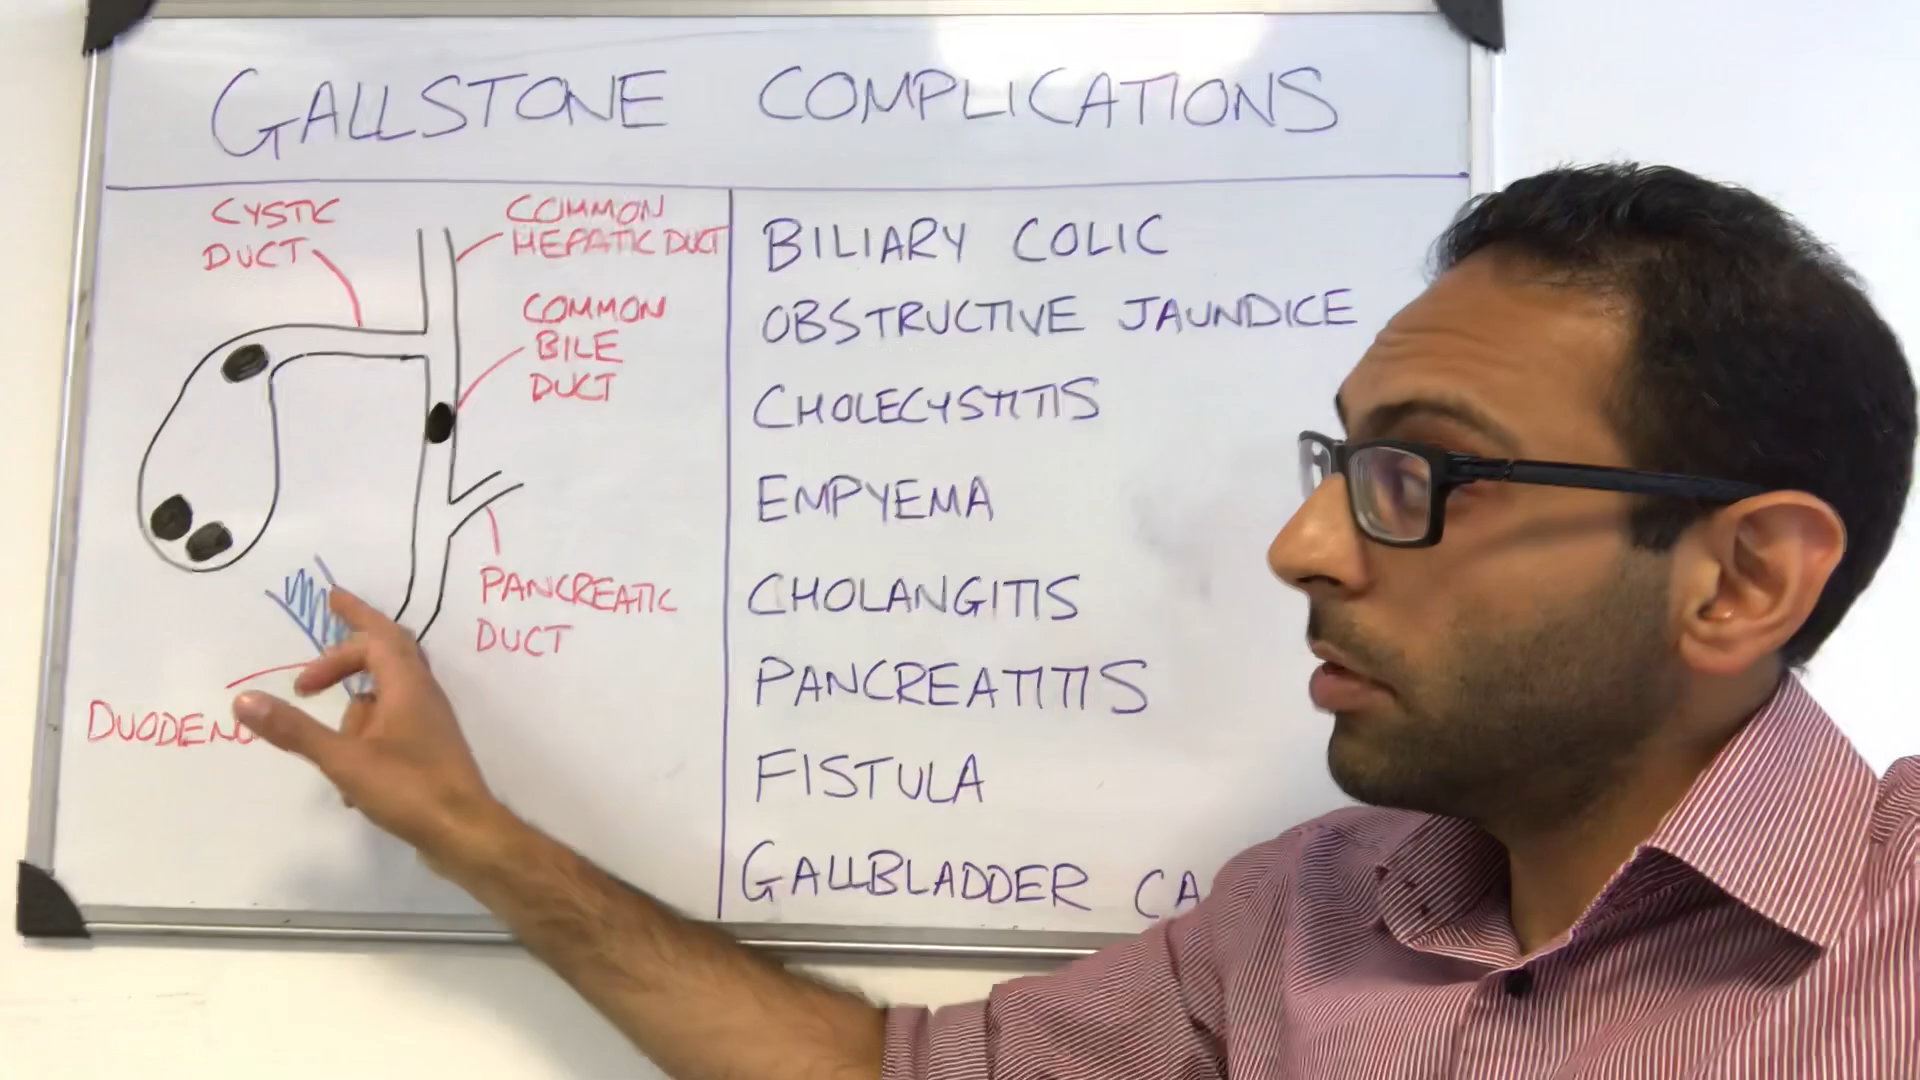 GALLSTONE COMPLICATIONS
CYSTIC
DUCT
COMMON
HEPATIC DUCT
COMMON
BILE
DUCT
PANCREATIC
DUCT
BILIARY COLIC
OBSTRUCTIVE JAUNDICE
CHOLECYSTITIS
EMPYEMA
CHOLANGITIS
PANCREATITIS
FISTULA
GALLBLADDER CA